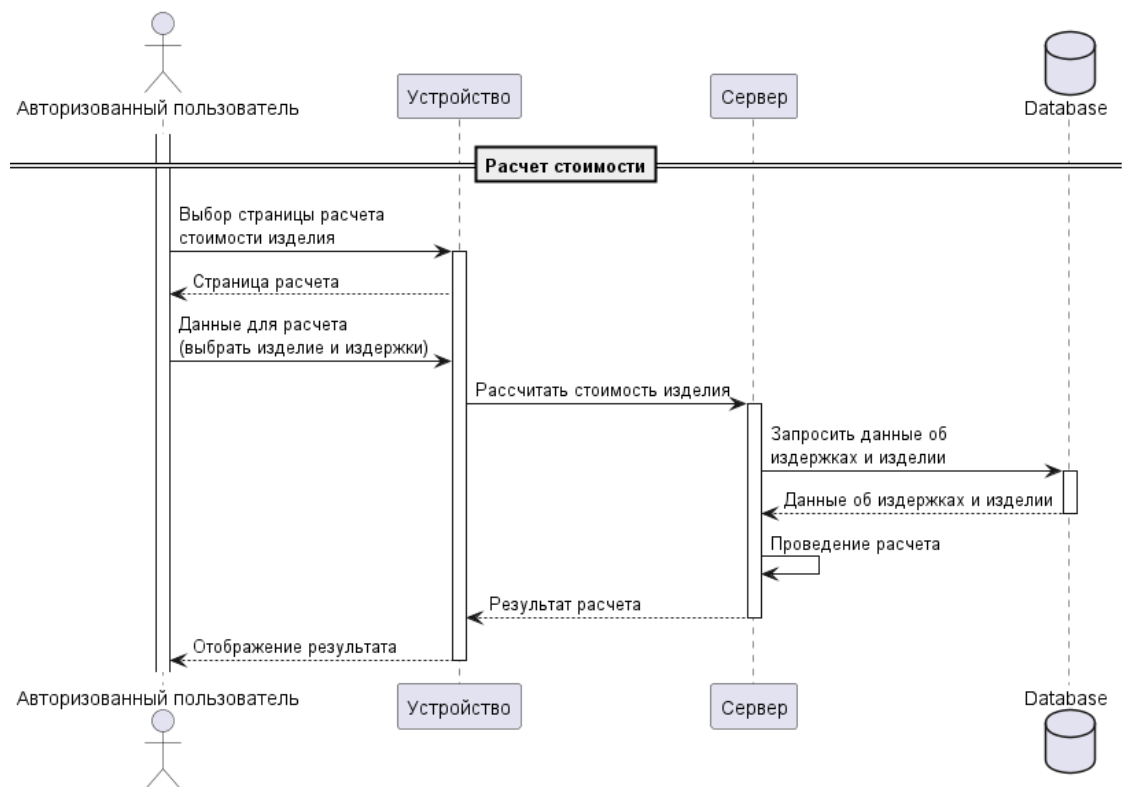 Авторизованный пользователь
Устройство
Сервер
Database
Расчет стоимости
Выбор страницы расчета
стоимости изделия
Страница расчета
Данные для расчета
(выбрать изделие и издержки)
Рассчитать стоимость изделия
Запросить данные об
издержках и изделии
Данные об издержках и изделии
Проведение расчета
Результат расчета
Отображение результата
Авторизованный пользователь
Устройство
Сервер
Database